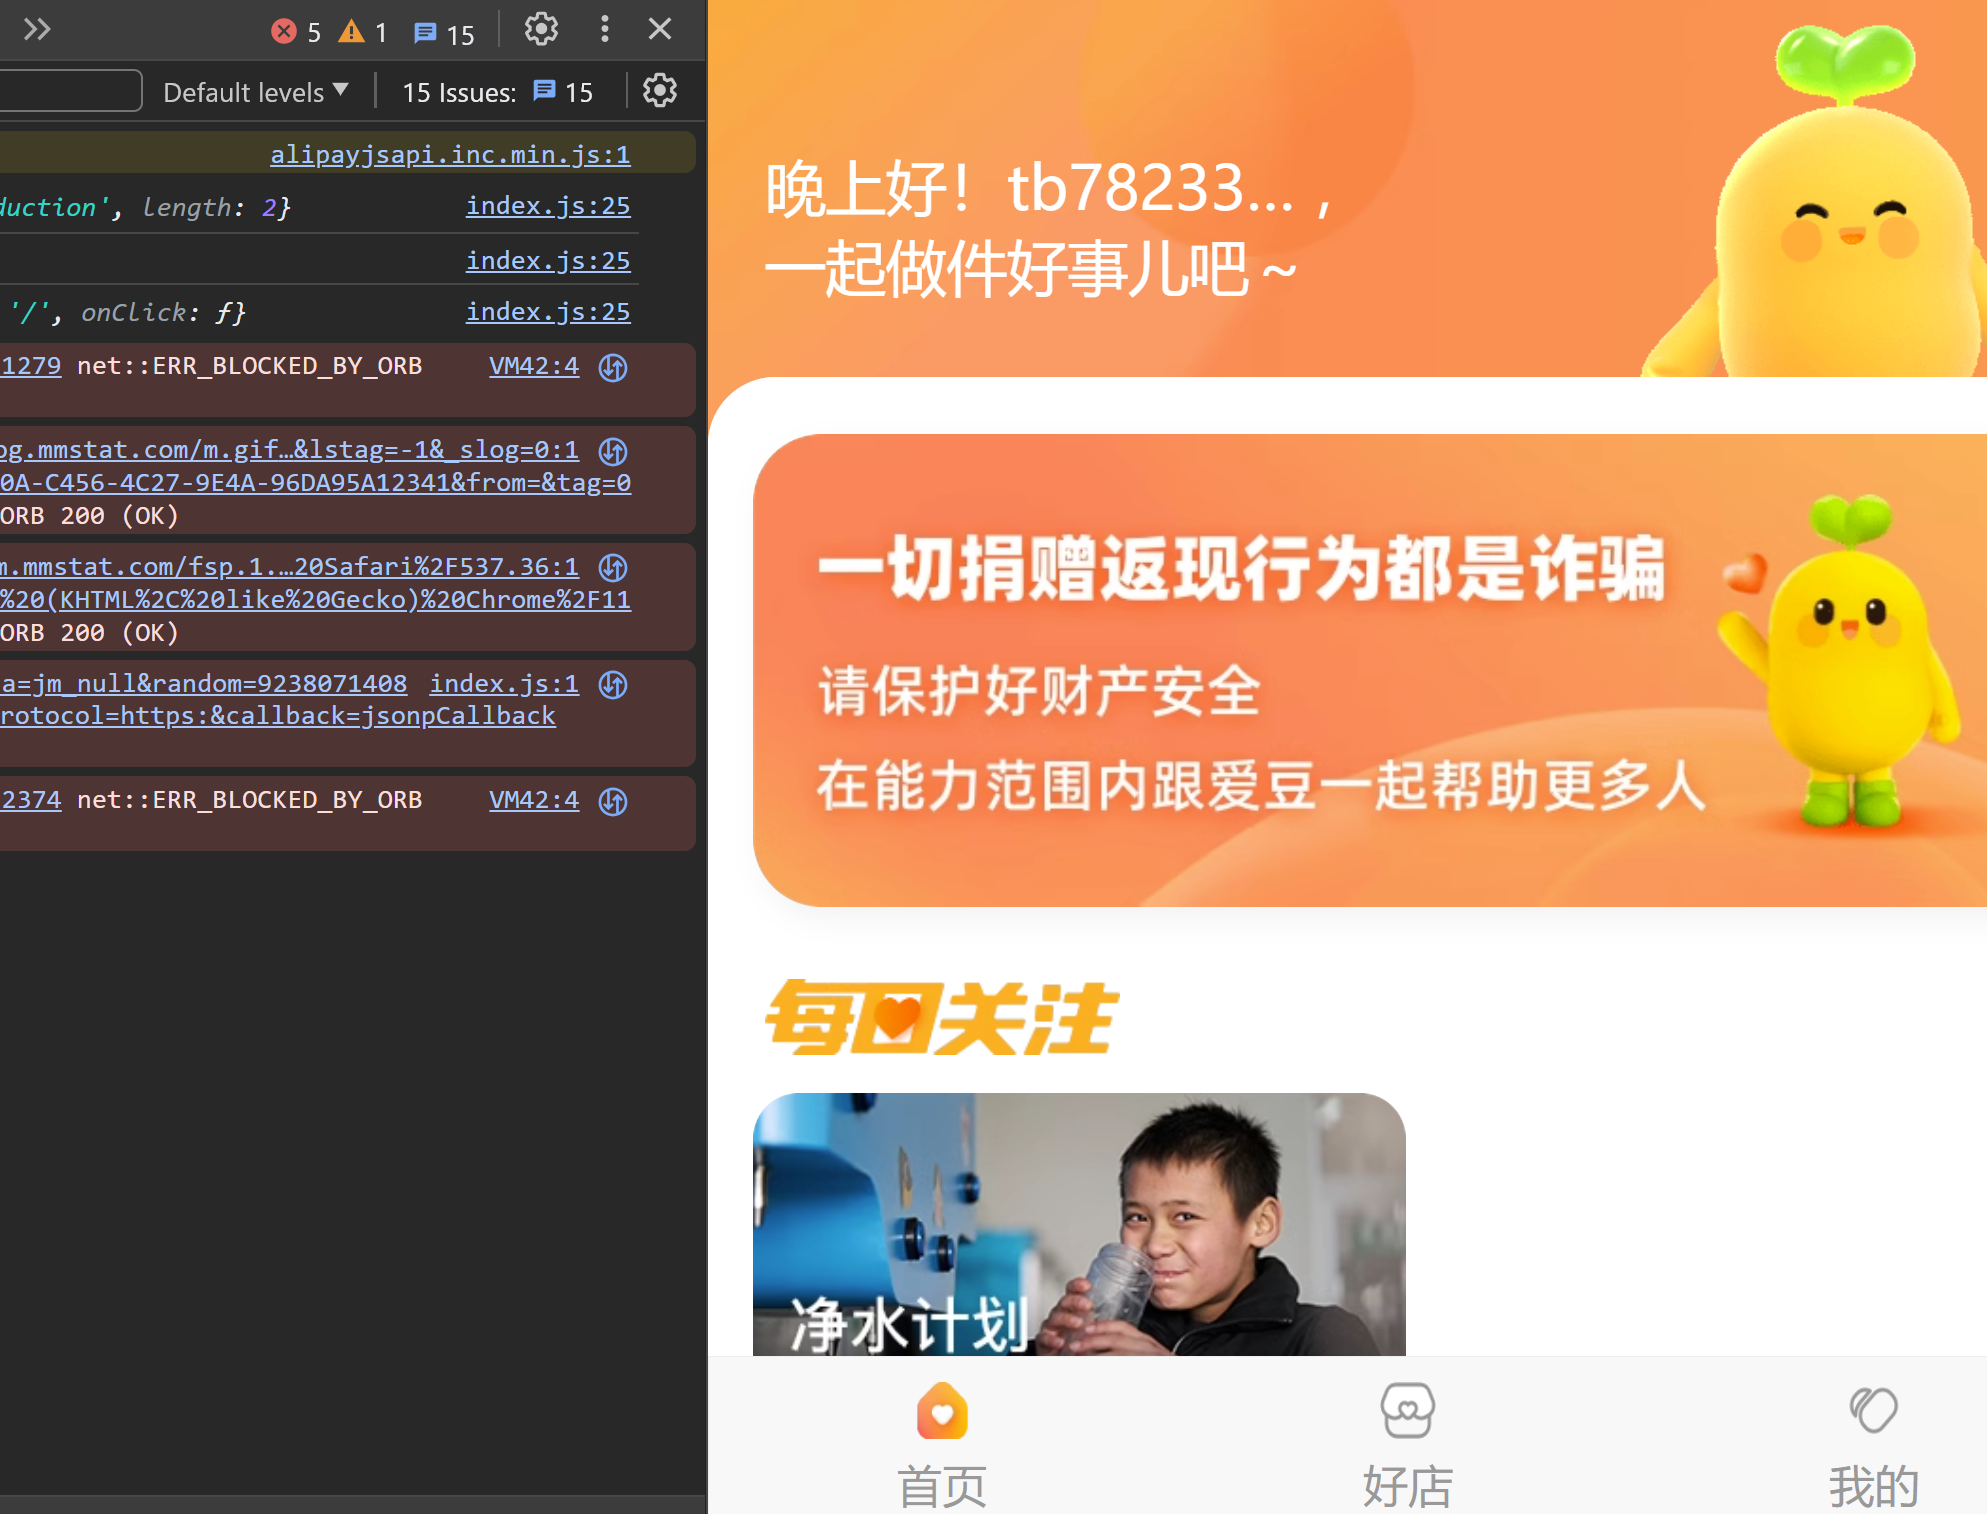 5 1 15
Default levels ▼ 15 Issues: 15
alipayjsapi.inc.min.js:1
duction', length: 2} index.js:25
index.js:25
'/', onClick: ƒ} index.js:25
1279 net::ERR_BLOCKED_BY_ORB VM42:4
og.mmstat.com/m.gif…&lstag=-1&_slog=0:1
0A-C456-4C27-9E4A-96DA95A12341&from=&tag=0
ORB 200 (OK)
m.mmstat.com/fsp.1.…20Safari%2F537.36:1
%20(KHTML%2C%20like%20Gecko)%20Chrome%2F11
ORB 200 (OK)
a=jm_null&random=9238071408 index.js:1
rotocol=https:&callback=jsonpCallback
2374 net::ERR_BLOCKED_BY_ORB VM42:4
晚上好！tb78233...，
一起做件好事儿吧～
一切捐赠返现行为都是诈骗
请保护好财产安全
在能力范围内跟爱豆一起帮助更多人
每日关注
净水计划
首页 好店 我的